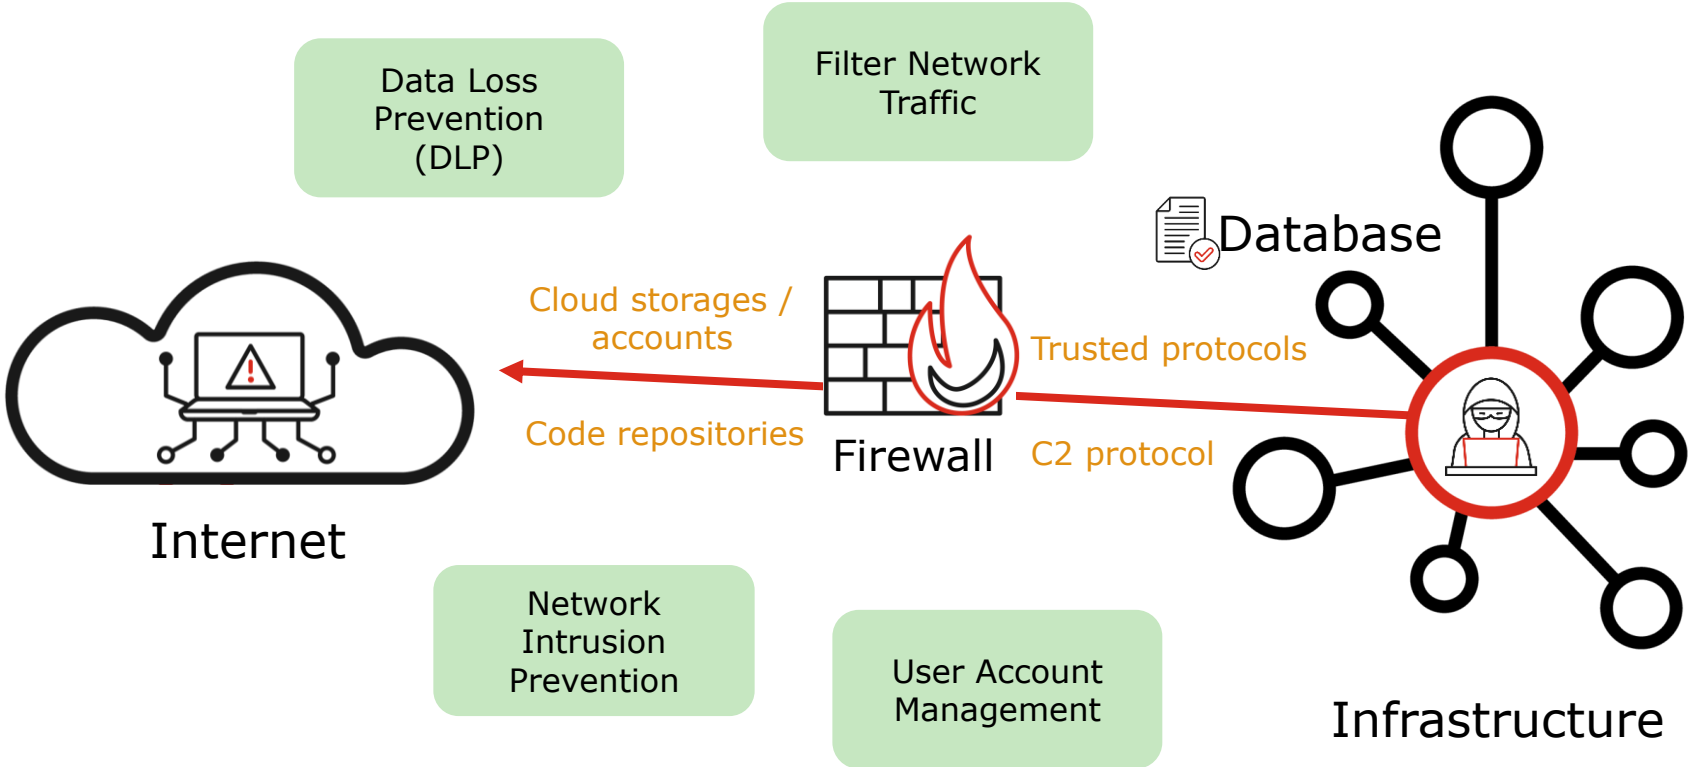 Data Loss
Prevention
(DLP)
Filter Network
Traffic
Database
Cloud storages /
accounts
Trusted protocols
Code repositories
Firewall
C2 protocol
Internet
Network
Intrusion
Prevention
User Account
Management
Infrastructure